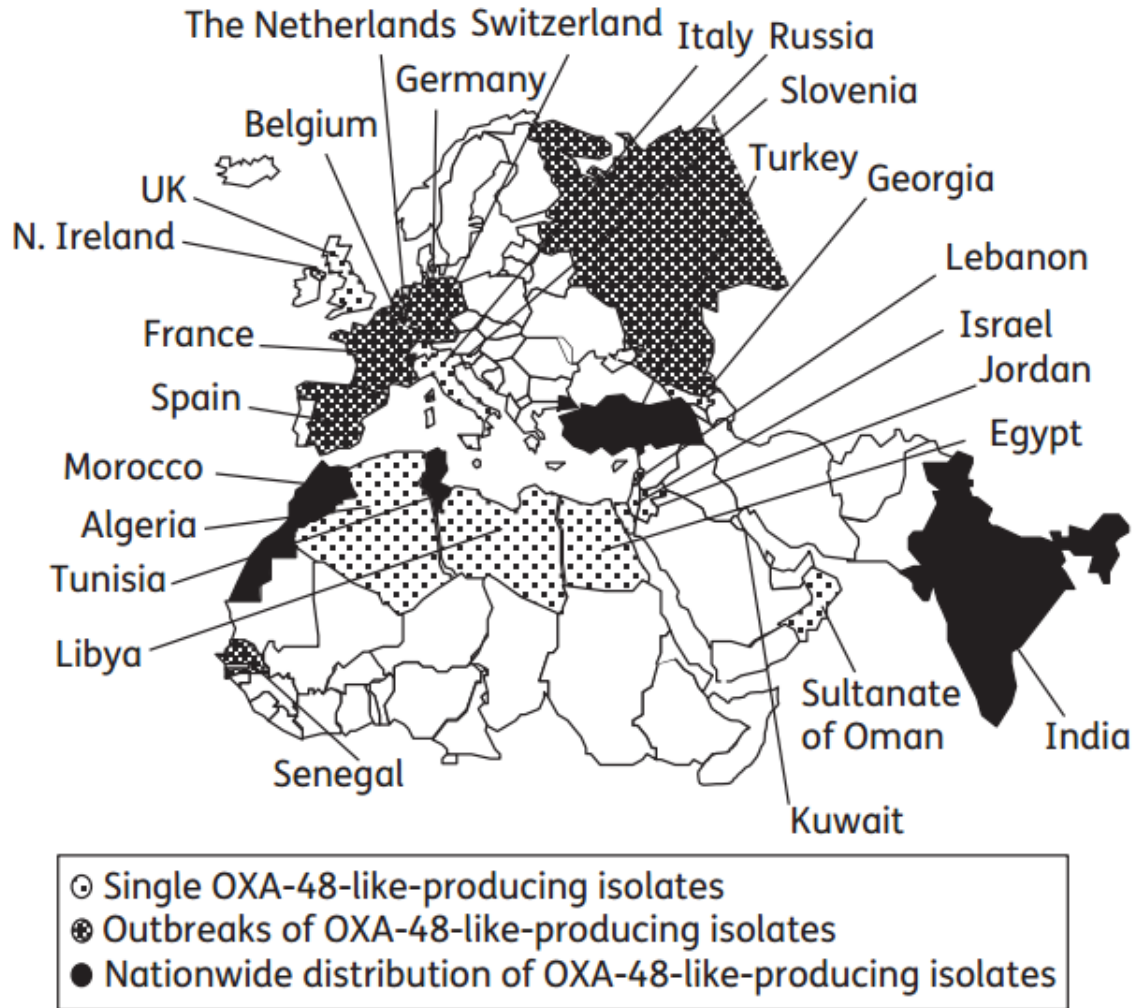 The Netherlands
Switzerland
Italy
Russia
Germany
Slovenia
Belgium
Turkey
Georgia
UK
N. Ireland
Lebanon
France
Israel
Jordan
Spain
Egypt
Morocco
Algeria
Tunisia
Libya
Sultanate
of Oman
India
Senegal
Kuwait
Single OXA-48-like-producing isolates
Outbreaks of OXA-48-like-producing isolates
Nationwide distribution of OXA-48-like-producing isolates